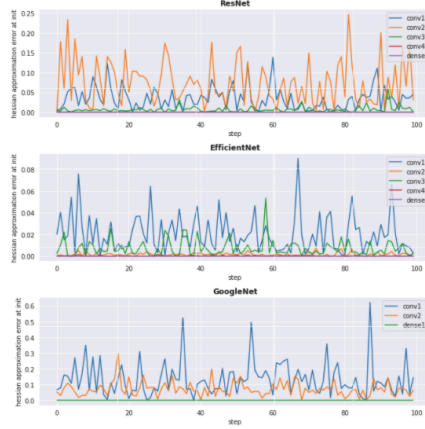 ResNet
hessian approximation error at init
0.25
0.20
0.15
0.10
0.05
0.00
conv1
conv2
conv3
conv4
dense
0 20 40 60 80 100
step
EfficientNet
hessian approximation error at init
0.08
0.06
0.04
0.02
0.00
conv1
conv2
conv3
conv4
dense
0 20 40 60 80 100
step
GoogleNet
hessian approximation error at init
0.6
0.5
0.4
0.3
0.2
0.1
0.0
conv1
conv2
dense1
0 20 40 60 80 100
step